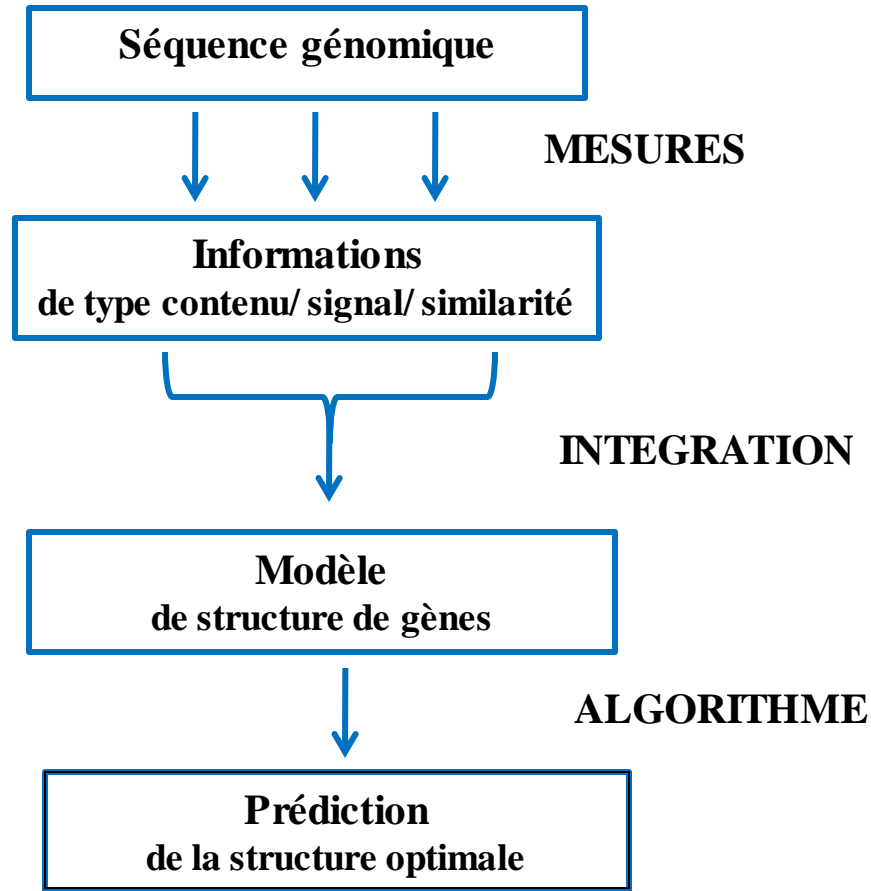 Séquence génomique
MESURES
Informations
de type contenu/ signal/ similarité
INTEGRATION
Modèle
de structure de gènes
ALGORITHME
Prédiction
de la structure optimale